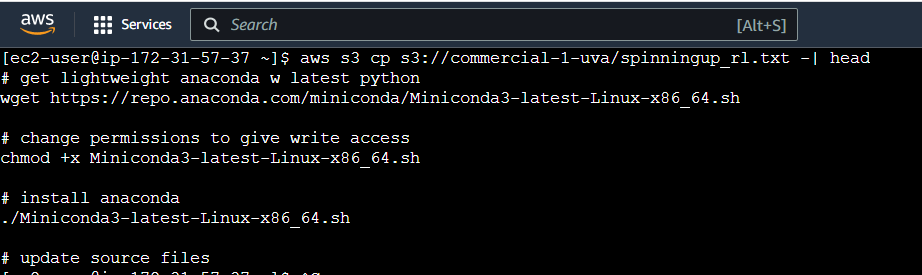 aws
Services
Search
[Alt+S]
[ec2-user@ip-172-31-57-37 ~]$ aws s3 cp s3://commercial-1-uva/spinningup_rl.txt -| head
# get lightweight anaconda w latest python
wget https://repo.anaconda.com/miniconda/Miniconda3-latest-Linux-x86_64.sh
# change permissions to give write access
chmod +x Miniconda3-latest-Linux-x86_64.sh
# install anaconda
./Miniconda3-latest-Linux-x86_64.sh
# update source files